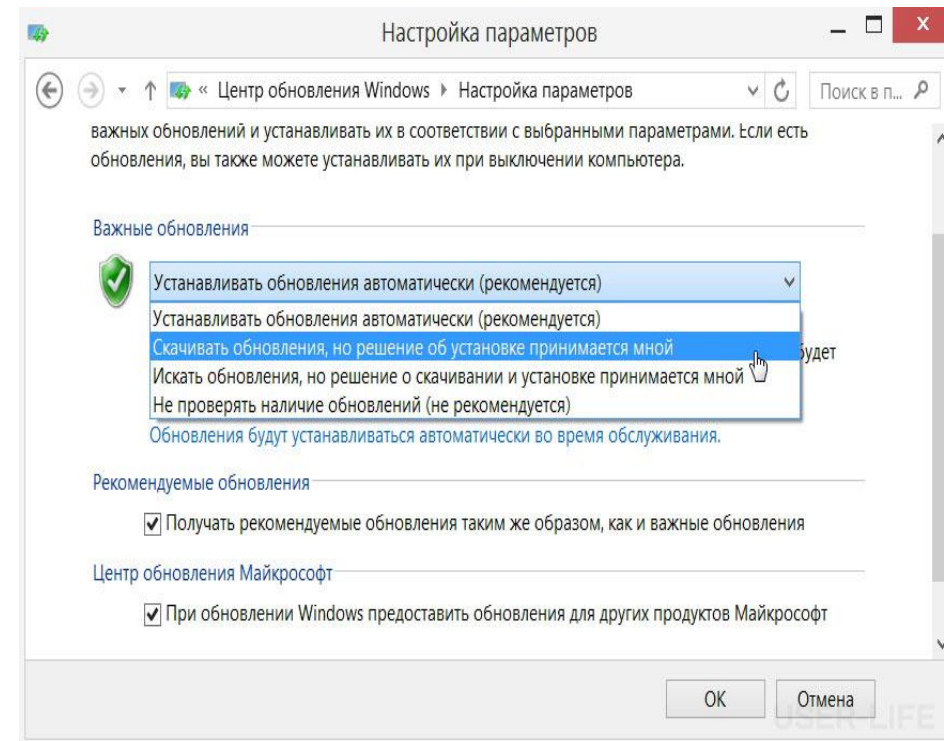 Настройка параметров
« Центр обновления Windows Настройка параметров
Поиск в п...
важных обновлений и устанавливать их в соответствии с выбранными параметрами. Если есть
обновления, вы также можете устанавливать их при выключении компьютера.
Важные обновления
Устанавливать обновления автоматически (рекомендуется)
Устанавливать обновления автоматически (рекомендуется)
Скачивать обновления, но решение об установке принимается мной
будет
Искать обновления, но решение о скачивании и установке принимается мной
Не проверять наличие обновлений (не рекомендуется)
Обновления будут устанавливаться автоматически во время обслуживания.
Рекомендуемые обновления
Получать рекомендуемые обновления таким же образом, как и важные обновления
Центр обновления Майкрософт
При обновлении Windows предоставить обновления для других продуктов Майкрософт
ОК
Отмена
USER-LIFE